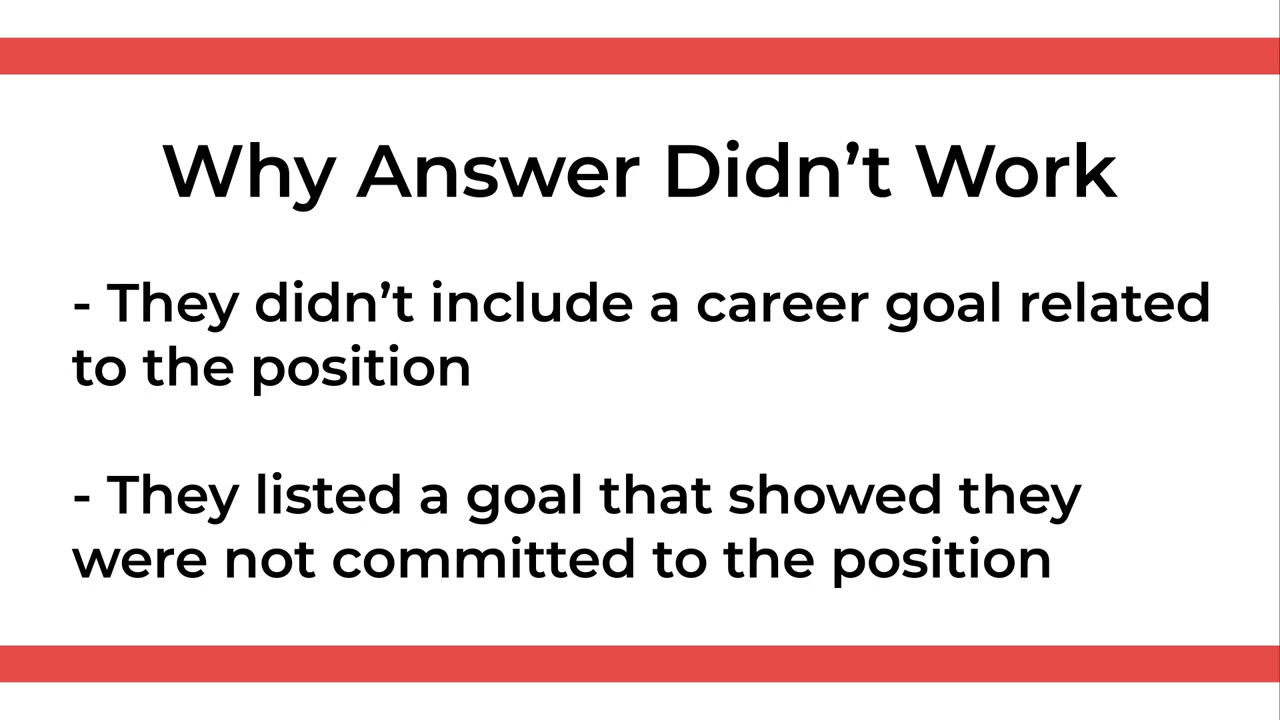 Why Answer Didn’t Work
- They didn’t include a career goal related
to the position
- They listed a goal that showed they
were not committed to the position